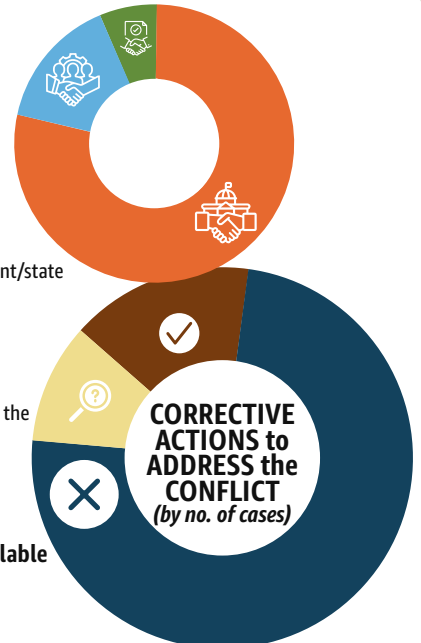 nt/state
the
CORRECTIVE
ACTIONS to
ADDRESS the
CONFLICT
(by no. of cases)
lable